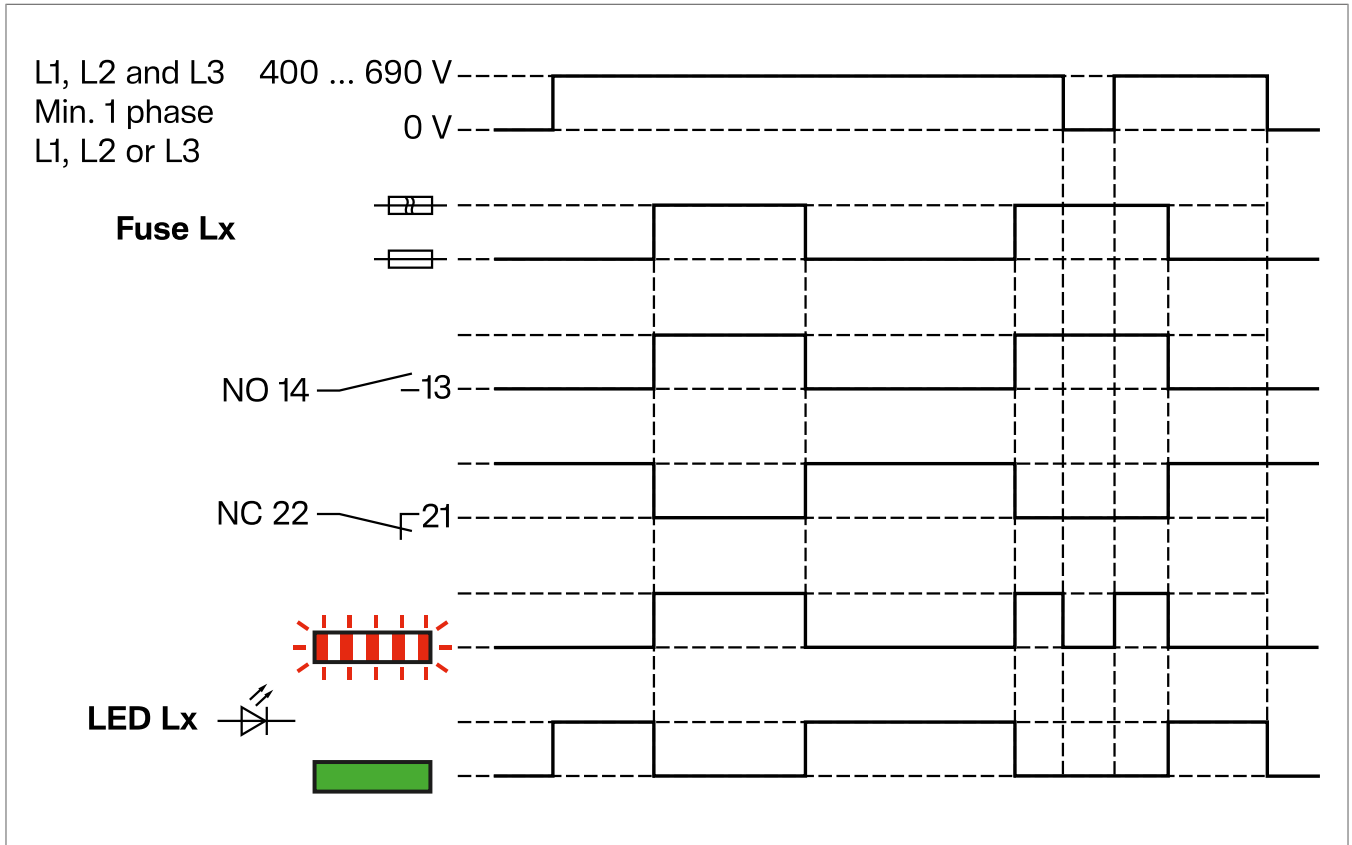 L1, L2 and L3 400 ... 690 V
Min. 1 phase
0 V
L1, L2 or L3
Fuse Lx
NO 14 13
NC 22 21
LED Lx